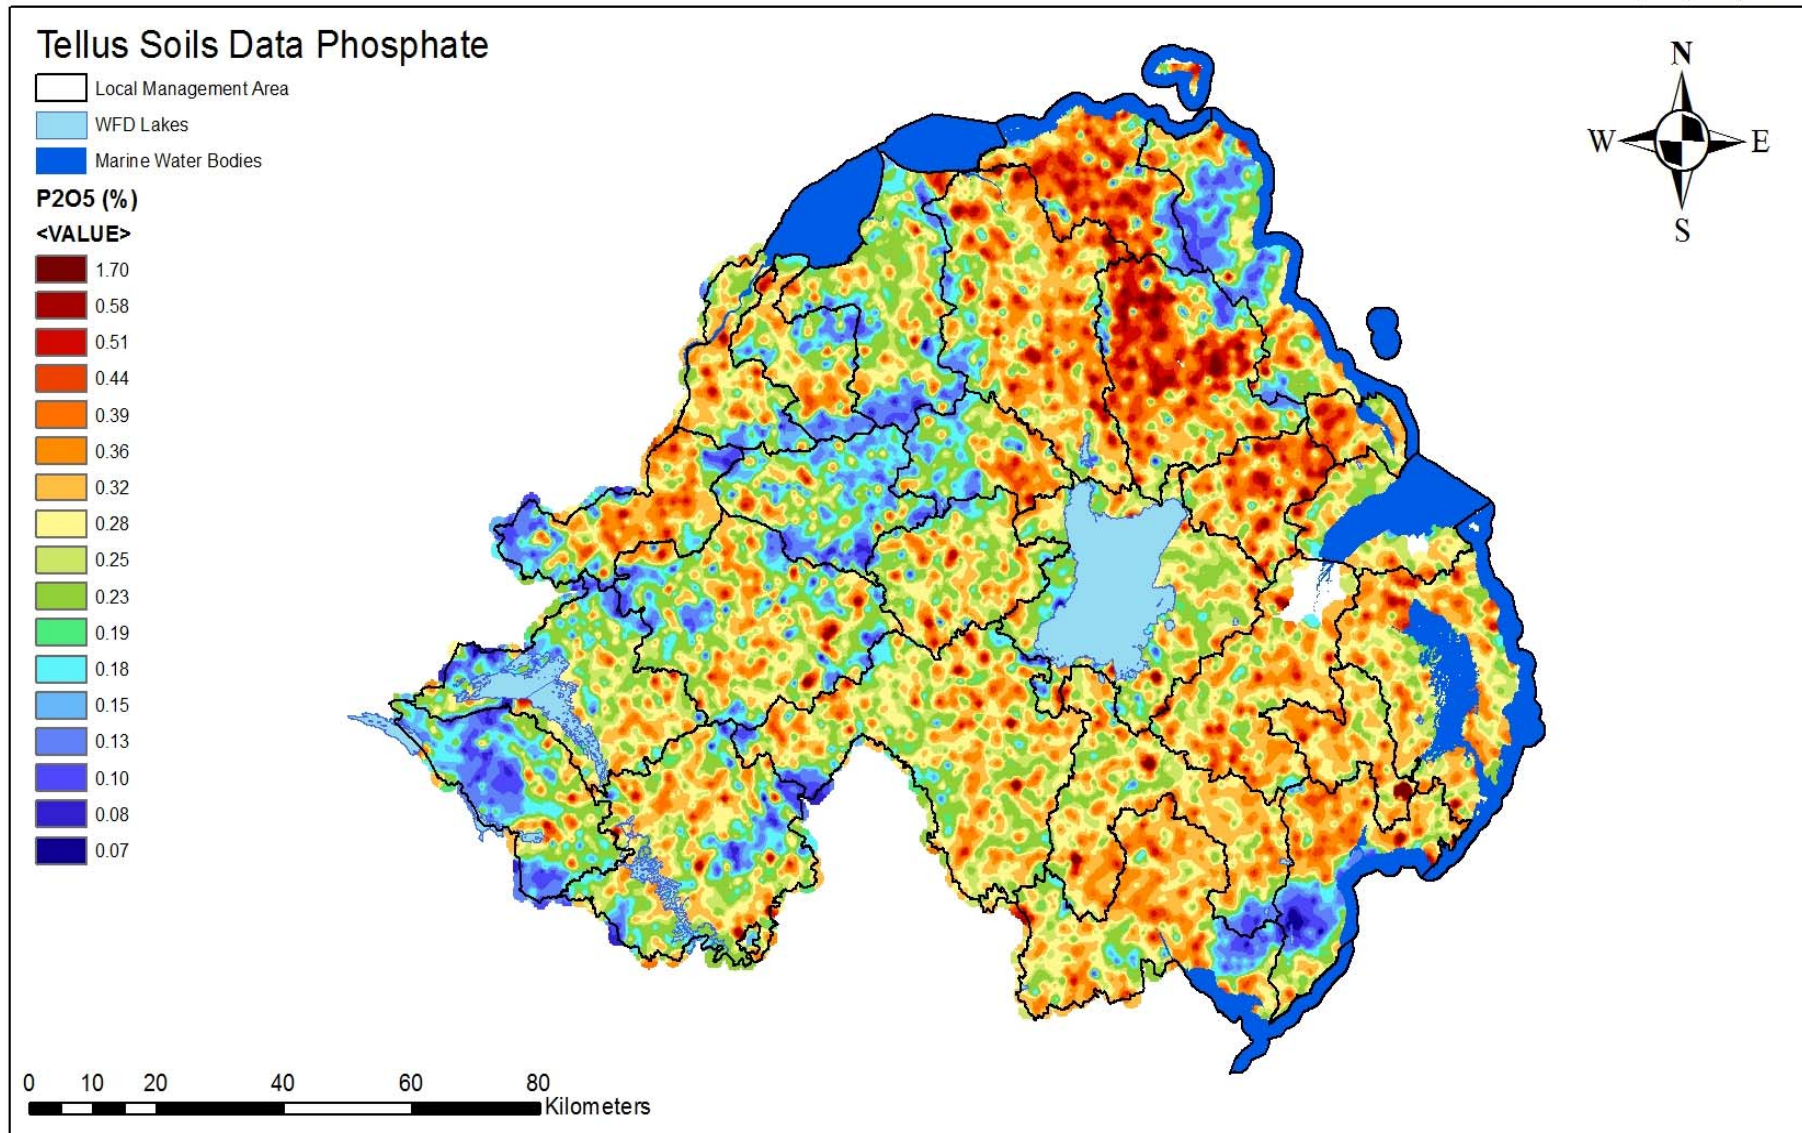 Tellus Soils Data Phosphate
Local Management Area
WFD Lakes
Marine Water Bodies
P2O5 (%)
<VALUE>
1.70
0.58
0.51
0.44
0.39
0.36
0.32
0.28
0.25
0.23
0.19
0.18
0.15
0.13
0.10
0.08
0.07
N
W E
S
0 10 20 40 60 80
Kilometers